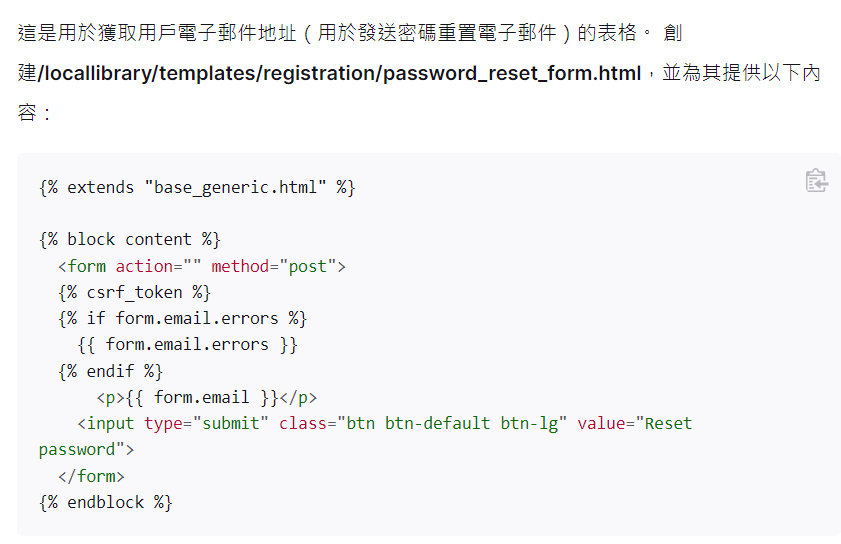 這是用於獲取用戶電子郵件地址（用於發送密碼重置電子郵件）的表格。 創
建/locallibrary/templates/registration/password_reset_form.html，並為其提供以下內
容：
{% extends "base_generic.html" %}
{% block content %}
<form action="" method="post">
{% csrf_token %}
{% if form.email.errors %}
{{ form.email.errors }}
{% endif %}
<p>{{ form.email }}</p>
<input type="submit" class="btn btn-default btn-lg" value="Reset
password">
</form>
{% endblock %}